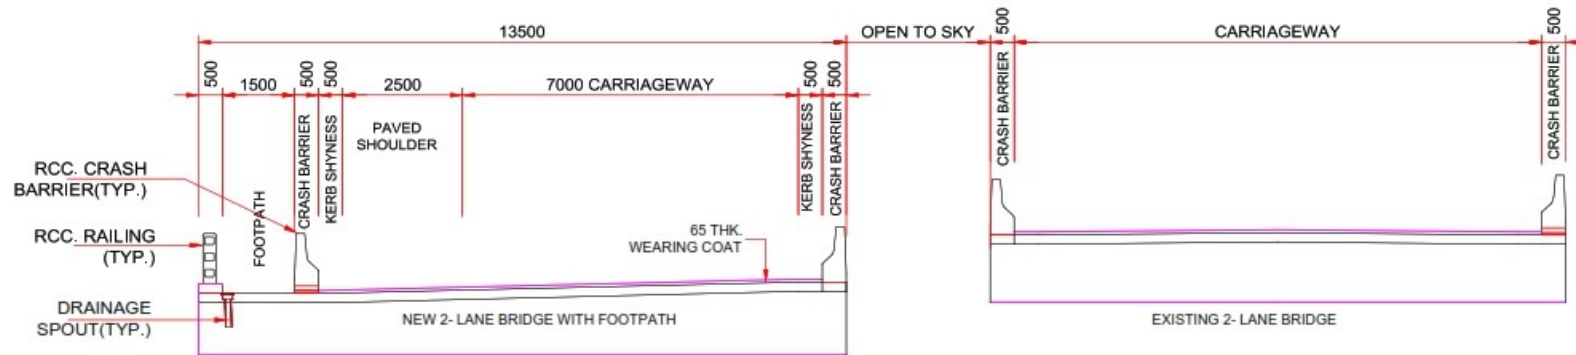 13500
OPEN TO SKY
500
CARRIAGEWAY
500
500
1500
500
500
2500
7000 CARRIAGEWAY
500
500
CRASH BARRIER
CRASH BARRIER
FOOTPATH
CRASH BARRIER
KERB SHYNESS
PAVED
SHOULDER
KERB SHYNESS
CRASH BARRIER
RCC. CRASH
BARRIER(TYP.)
RCC. RAILING
(TYP.)
65 THK.
WEARING COAT
DRAINAGE
SPOUT(TYP.)
NEW 2- LANE BRIDGE WITH FOOTPATH
EXISTING 2- LANE BRIDGE